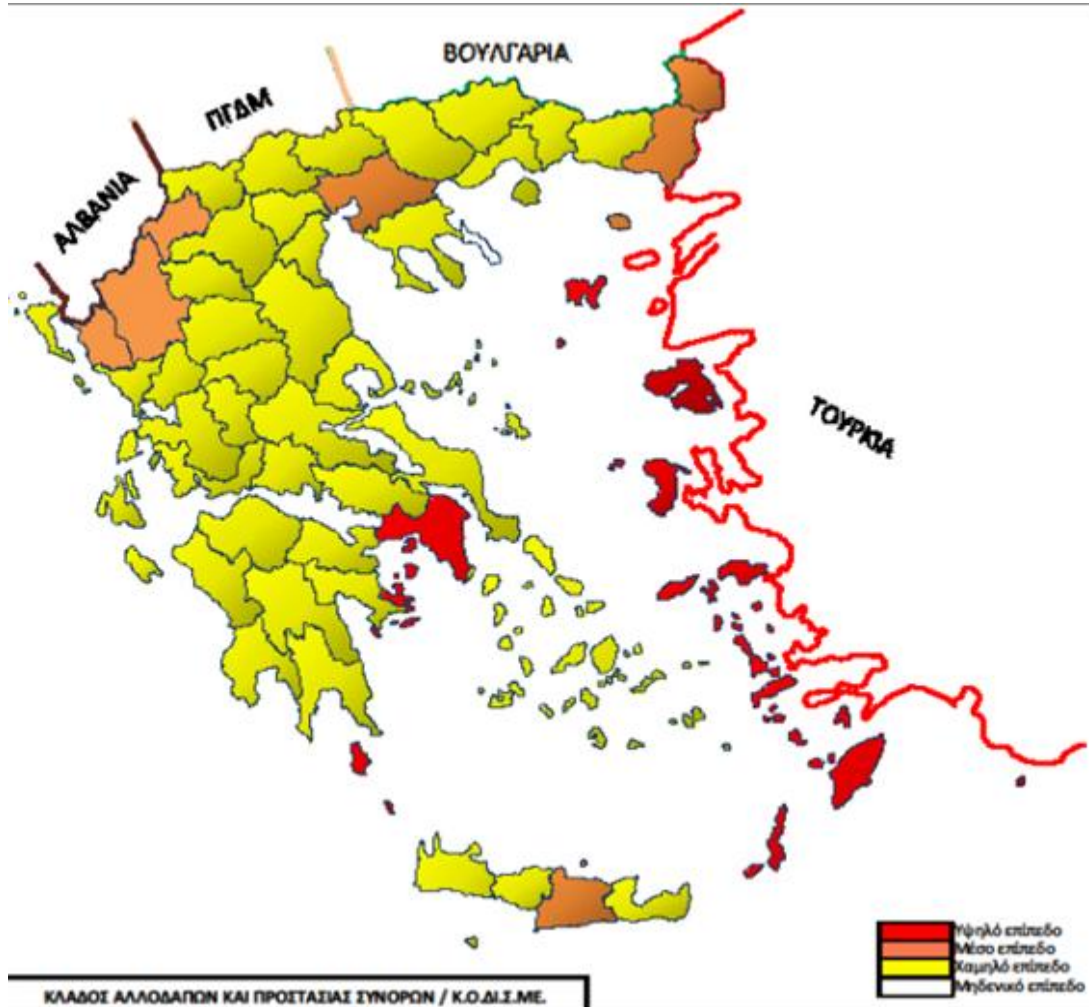 ΒΟΥΛΓΑΡΙΑ
ΠΓΔΜ
ΑΛΒΑΝΙΑ
ΤΟΥΡΚΙΑ
Υψηλό επίπεδο
Μέσο επίπεδο
Χαμηλό επίπεδο
Μηδενικό επίπεδο
ΚΛΑΔΟΣ ΑΛΛΟΔΑΠΩΝ ΚΑΙ ΠΡΟΣΤΑΣΙΑΣ ΣΥΝΟΡΩΝ / Κ.Ο.ΔΙ.Σ.ΜΕ.